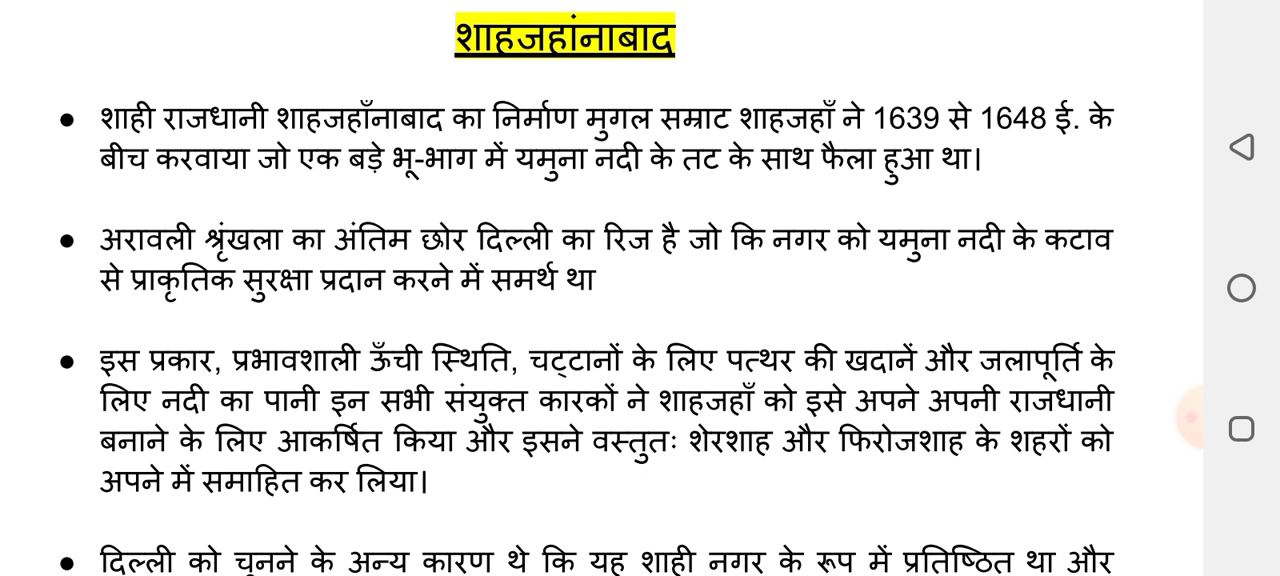 शाहजहांनाबाद
● शाही राजधानी शाहजहाँनाबाद का निर्माण मुगल सम्राट शाहजहाँ ने 1639 से 1648 ई. के
बीच करवाया जो एक बड़े भू-भाग में यमुना नदी के तट के साथ फैला हुआ था।
● अरावली श्रृंखला का अंतिम छोर दिल्ली का रिज है जो कि नगर को यमुना नदी के कटाव
से प्राकृतिक सुरक्षा प्रदान करने में समर्थ था
● इस प्रकार, प्रभावशाली ऊँची स्थिति, चट्टानों के लिए पत्थर की खदानें और जलापूर्ति के
लिए नदी का पानी इन सभी संयुक्त कारकों ने शाहजहाँ को इसे अपने अपनी राजधानी
बनाने के लिए आकर्षित किया और इसने वस्तुतः शेरशाह और फिरोजशाह के शहरों को
अपने में समाहित कर लिया।
● दिल्ली को चुनने के अन्य कारण थे कि यह शाही नगर के रूप में प्रतिष्ठित था और